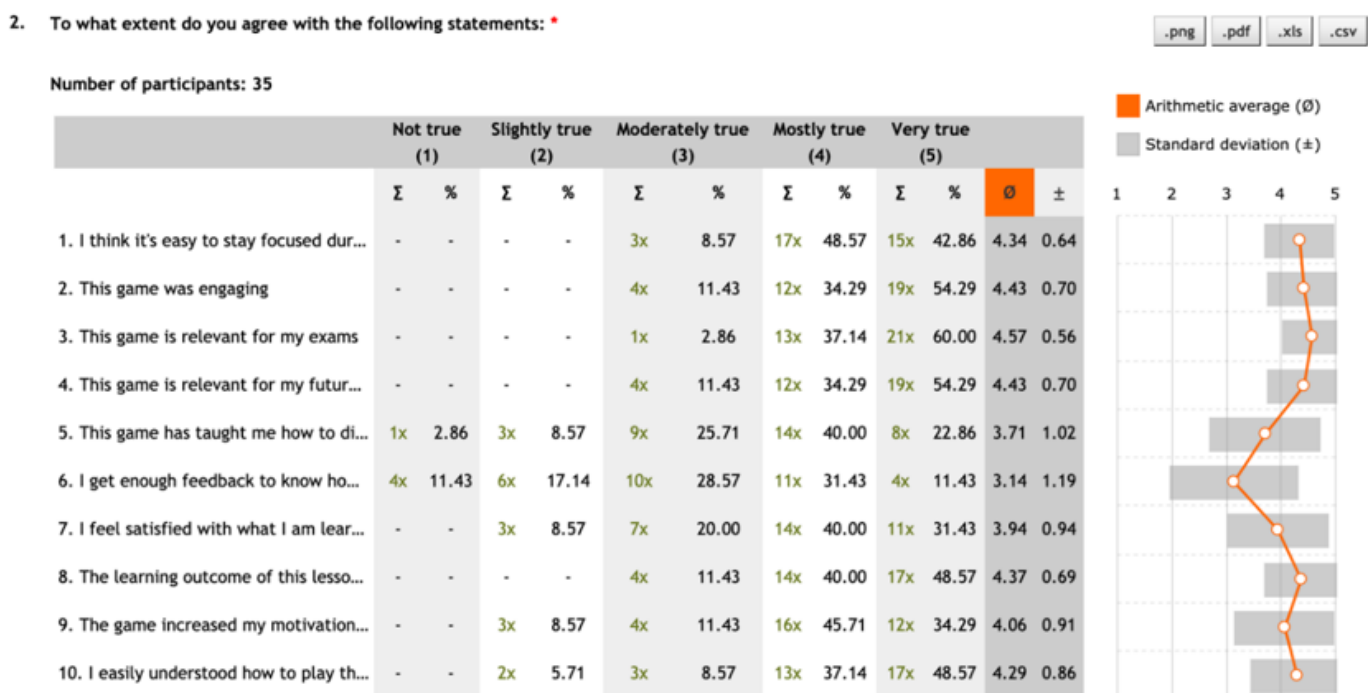 2. To what extent do you agree with the following statements: *
.png .pdf .xls .csv
Number of participants: 35
Arithmetic average (Ø)
Standard deviation (±)
Not true Slightly true Moderately true Mostly true Very true
(1) (2) (3) (4) (5)
Σ % Σ % Σ % Σ % Σ % Ø ± 1 2 3 4 5
1. I think it's easy to stay focused dur... - - - - 3x 8.57 17x 48.57 15x 42.86 4.34 0.64
2. This game was engaging - - - - 4x 11.43 12x 34.29 19x 54.29 4.43 0.70
3. This game is relevant for my exams - - - - 1x 2.86 13x 37.14 21x 60.00 4.57 0.56
4. This game is relevant for my futur... - - - - 4x 11.43 12x 34.29 19x 54.29 4.43 0.70
5. This game has taught me how to di... 1x 2.86 3x 8.57 9x 25.71 14x 40.00 8x 22.86 3.71 1.02
6. I get enough feedback to know ho... 4x 11.43 6x 17.14 10x 28.57 11x 31.43 4x 11.43 3.14 1.19
7. I feel satisfied with what I am lear... - - 3x 8.57 7x 20.00 14x 40.00 11x 31.43 3.94 0.94
8. The learning outcome of this lesso... - - - - 4x 11.43 14x 40.00 17x 48.57 4.37 0.69
9. The game increased my motivation... - - 3x 8.57 4x 11.43 16x 45.71 12x 34.29 4.06 0.91
10. I easily understood how to play th... - - 2x 5.71 3x 8.57 13x 37.14 17x 48.57 4.29 0.86